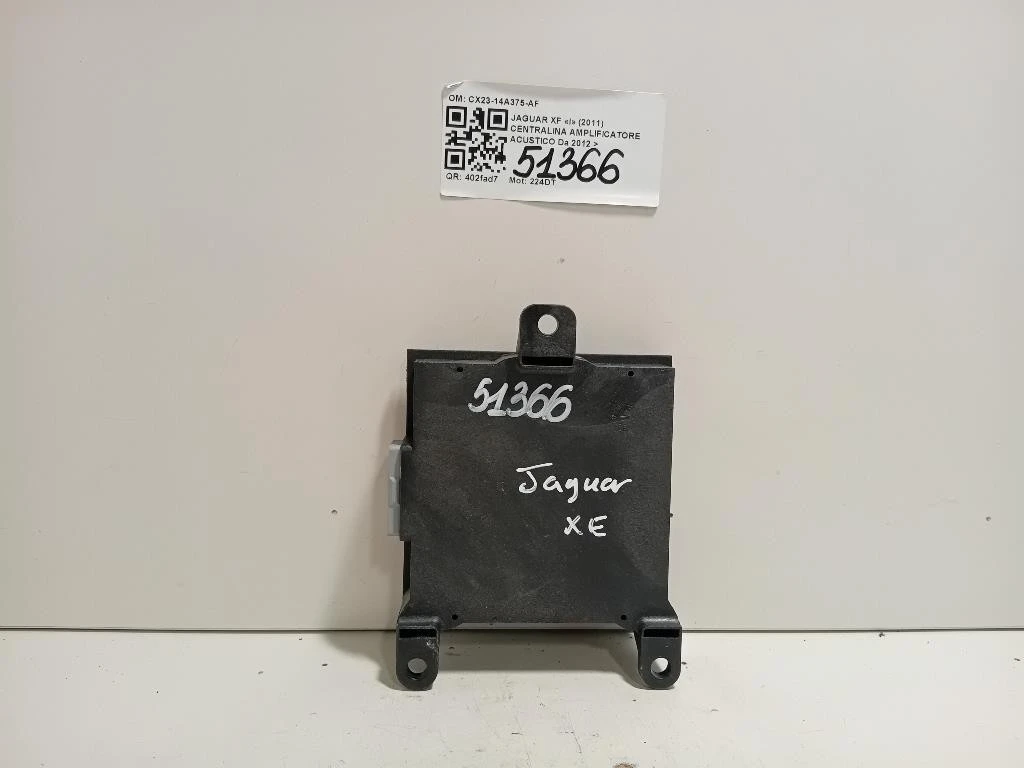 OM: CX23-14A375-AF
JAGUAR XF «I» (2011)
CENTRALINA AMPLIFICATORE
ACUSTICO Da 2012 >
51366
QR: 402fad7 Mot: 224DT
51366
Jaguar
XE